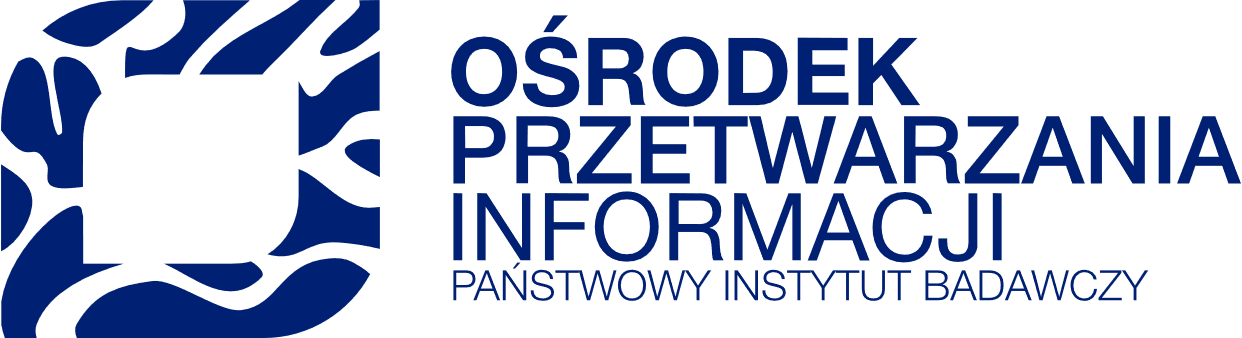 OŚRODEK
PRZETWARZANIA
INFORMACJI
PAŃSTWOWY INSTYTUT BADAWCZY